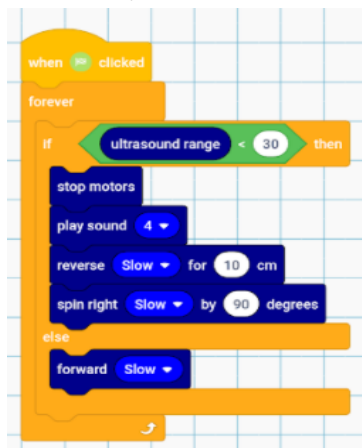 when clicked
forever
if ultrasound range < 30 then
stop motors
play sound 4
reverse Slow for 10 cm
spin right Slow by 90 degrees
else
forward Slow